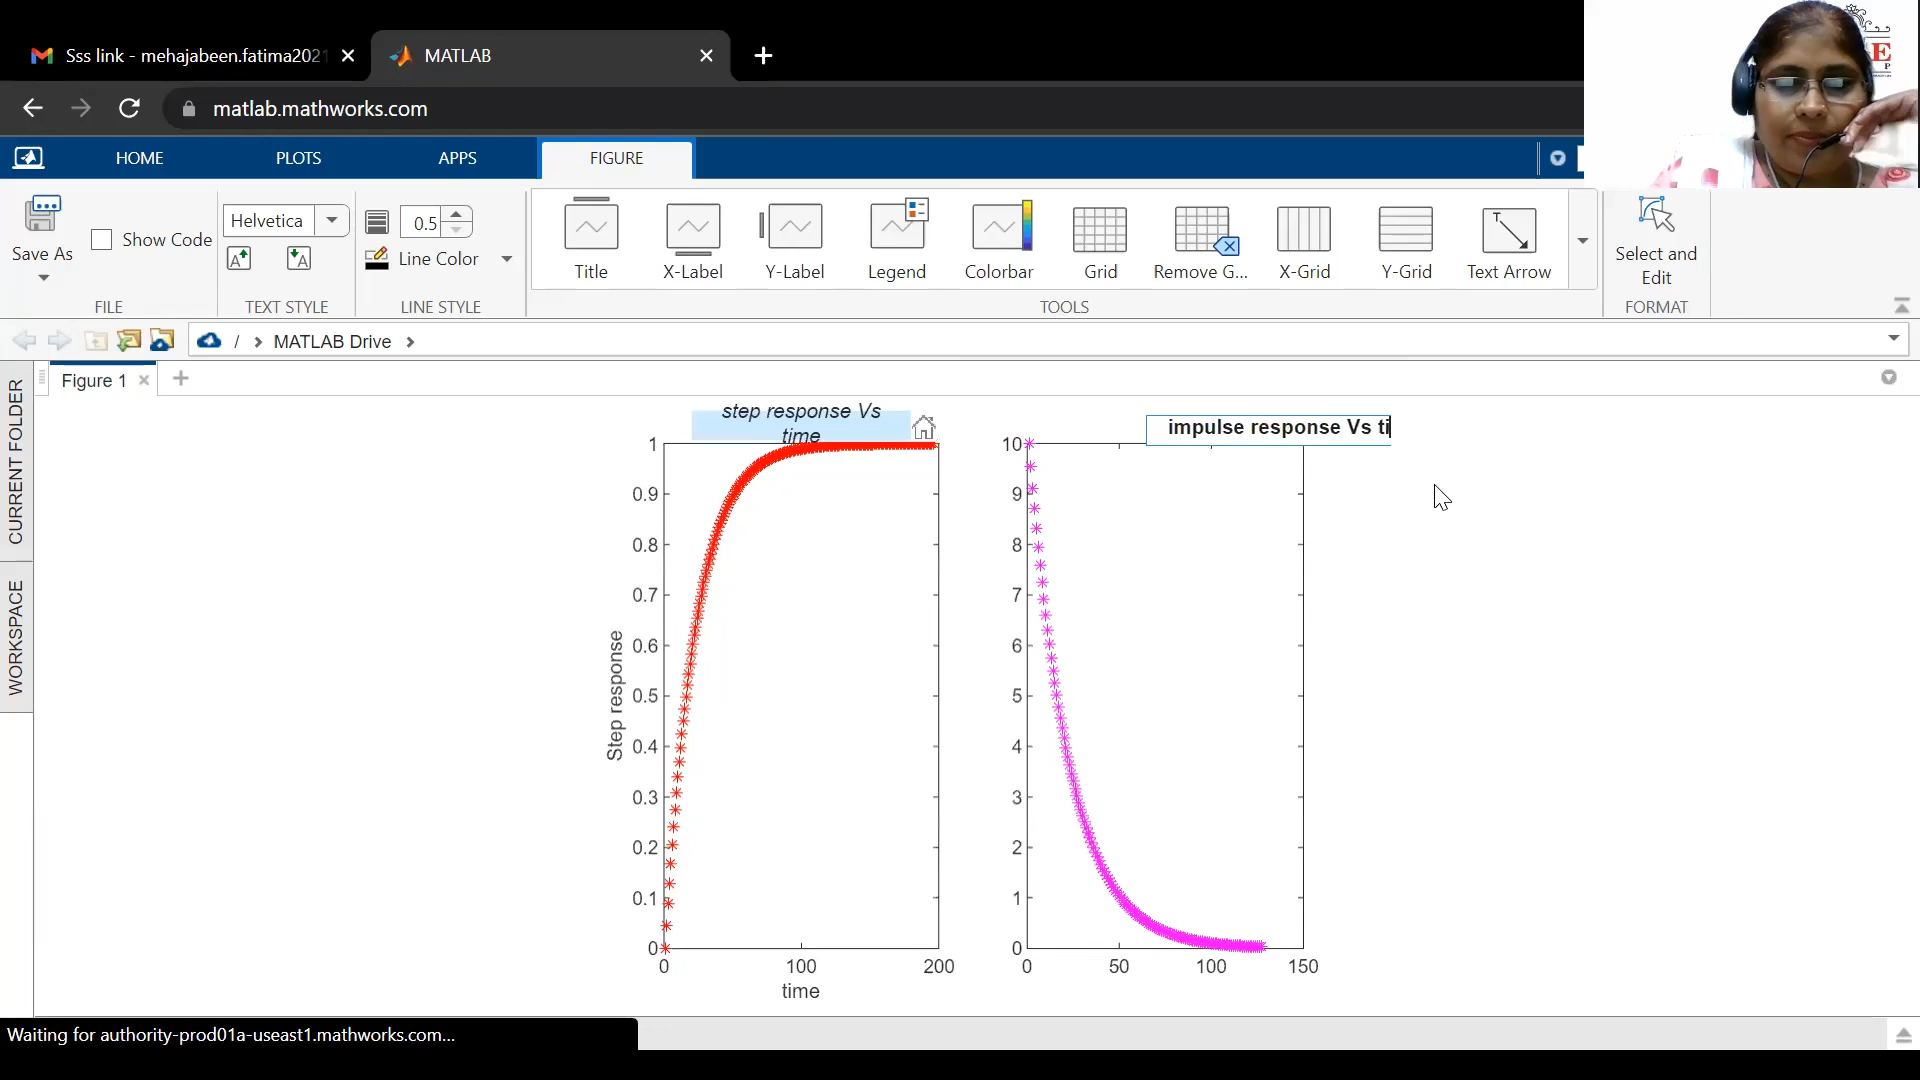 Sss link - mehajabeen.fatima2021
MATLAB
E
P
matlab.mathworks.com
HOME
PLOTS
APPS
FIGURE
Save As
Show Code
FILE
Helvetica
TEXT STYLE
0.5
Line Color
LINE STYLE
Title
X-Label
Y-Label
Legend
Colorbar
Grid
Remove G...
X-Grid
Y-Grid
Text Arrow
TOOLS
Select and
Edit
FORMAT
/ MATLAB Drive
CURRENT FOLDER
WORKSPACE
Figure 1
step response Vs
time
1
0.9
0.8
0.7
0.6
0.5
0.4
0.3
0.2
0.1
0
Step response
0 100 200
time
impulse response Vs ti
10
9
8
7
6
5
4
3
2
1
0
0 50 100 150
Waiting for authority-prod01a-useast1.mathworks.com...